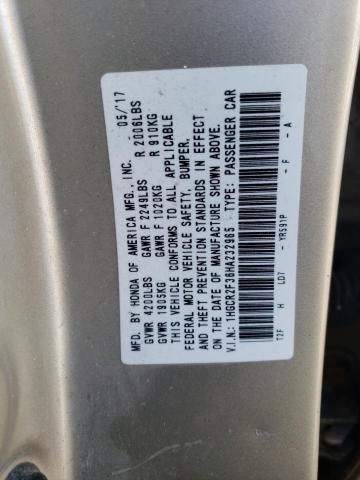 MFD. BY HONDA OF AMERICA MFG., INC. 05/17
GVWR 4200LBS GAWR F 2249LBS R 2006LBS
GVWR 1905KG GAWR F 1020KG R 910KG
THIS VEHICLE CONFORMS TO ALL APPLICABLE
FEDERAL MOTOR VEHICLE SAFETY, BUMPER,
AND THEFT PREVENTION STANDARDS IN EFFECT
ON THE DATE OF MANUFACTURE SHOWN ABOVE.
V.I.N.: 1HGCR2F36HA232965 TYPE: PASSENGER CAR
T2F H LD7 - YR591P - F - A